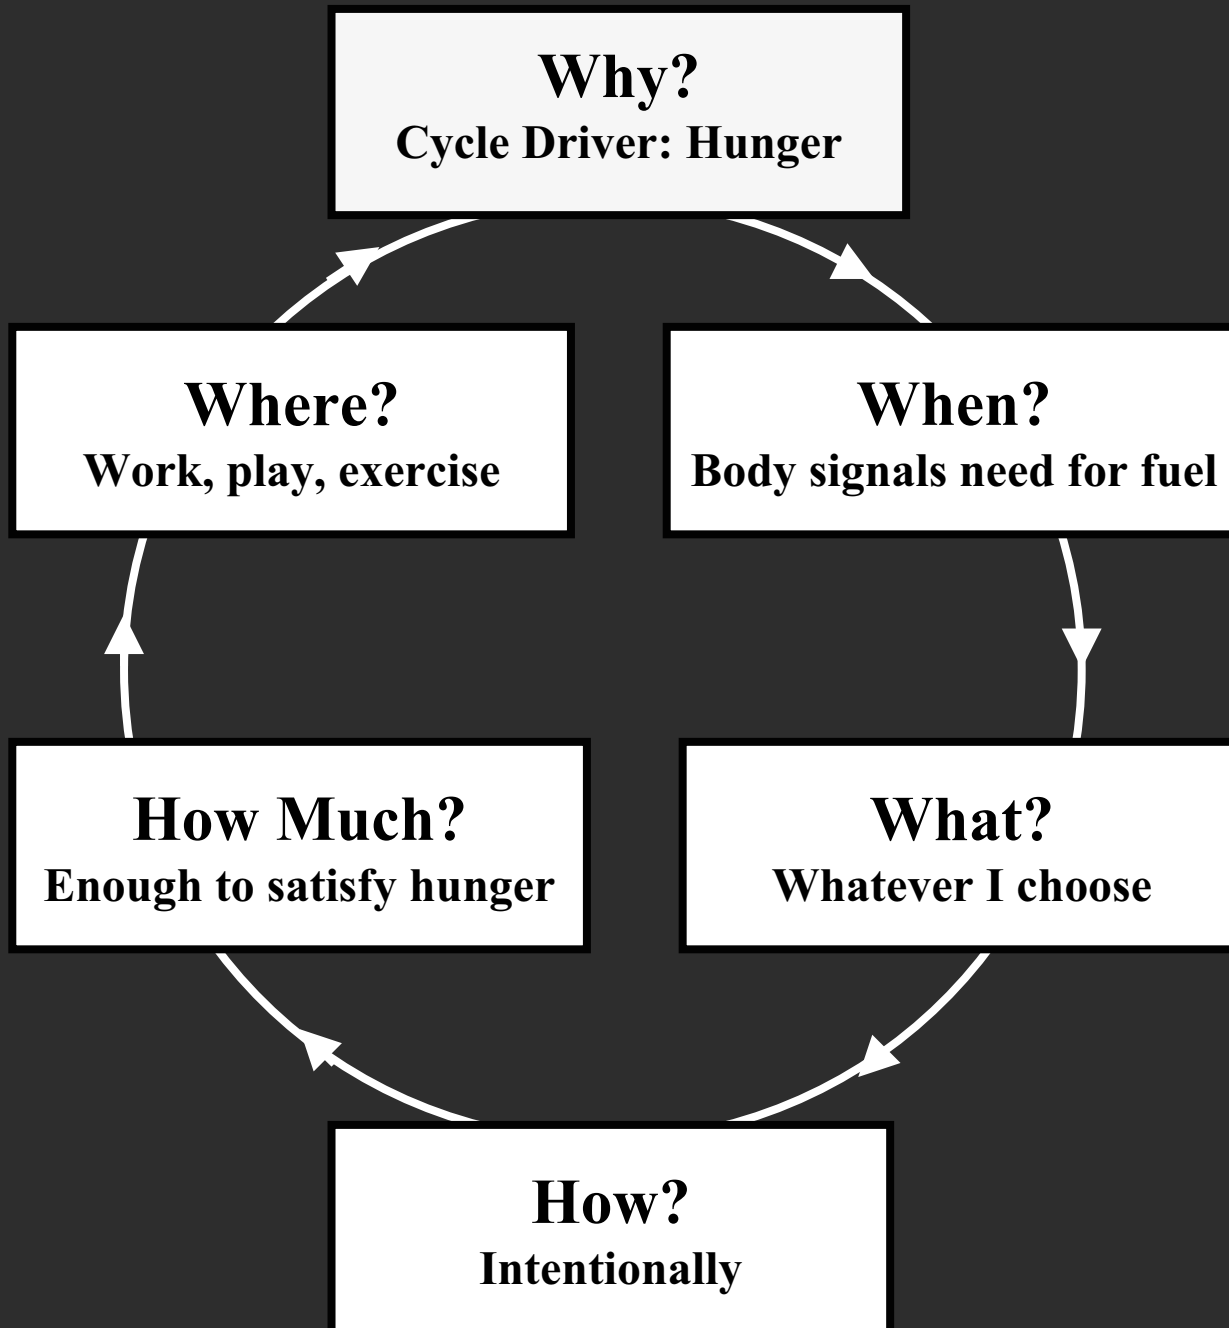 Why?
Cycle Driver: Hunger
Where?
Work, play, exercise
When?
Body signals need for fuel
How Much?
Enough to satisfy hunger
What?
Whatever I choose
How?
Intentionally